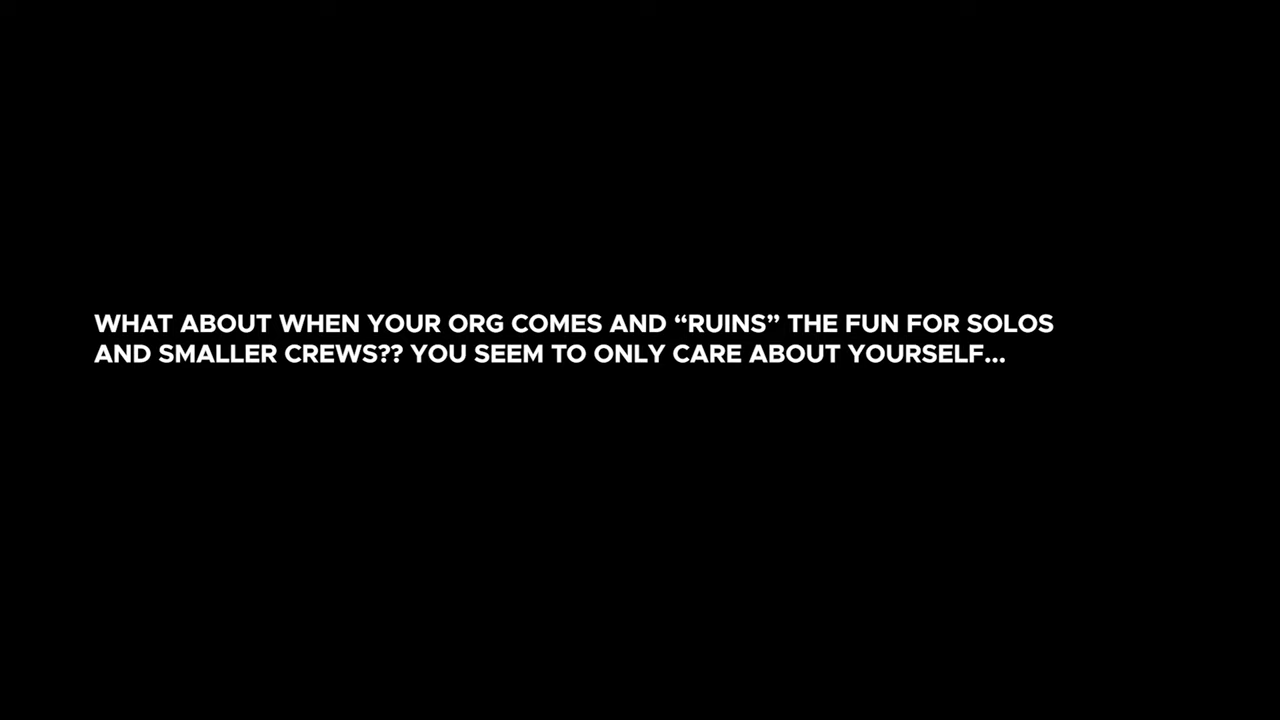 WHAT ABOUT WHEN YOUR ORG COMES AND “RUINS” THE FUN FOR SOLOS
AND SMALLER CREWS?? YOU SEEM TO ONLY CARE ABOUT YOURSELF...